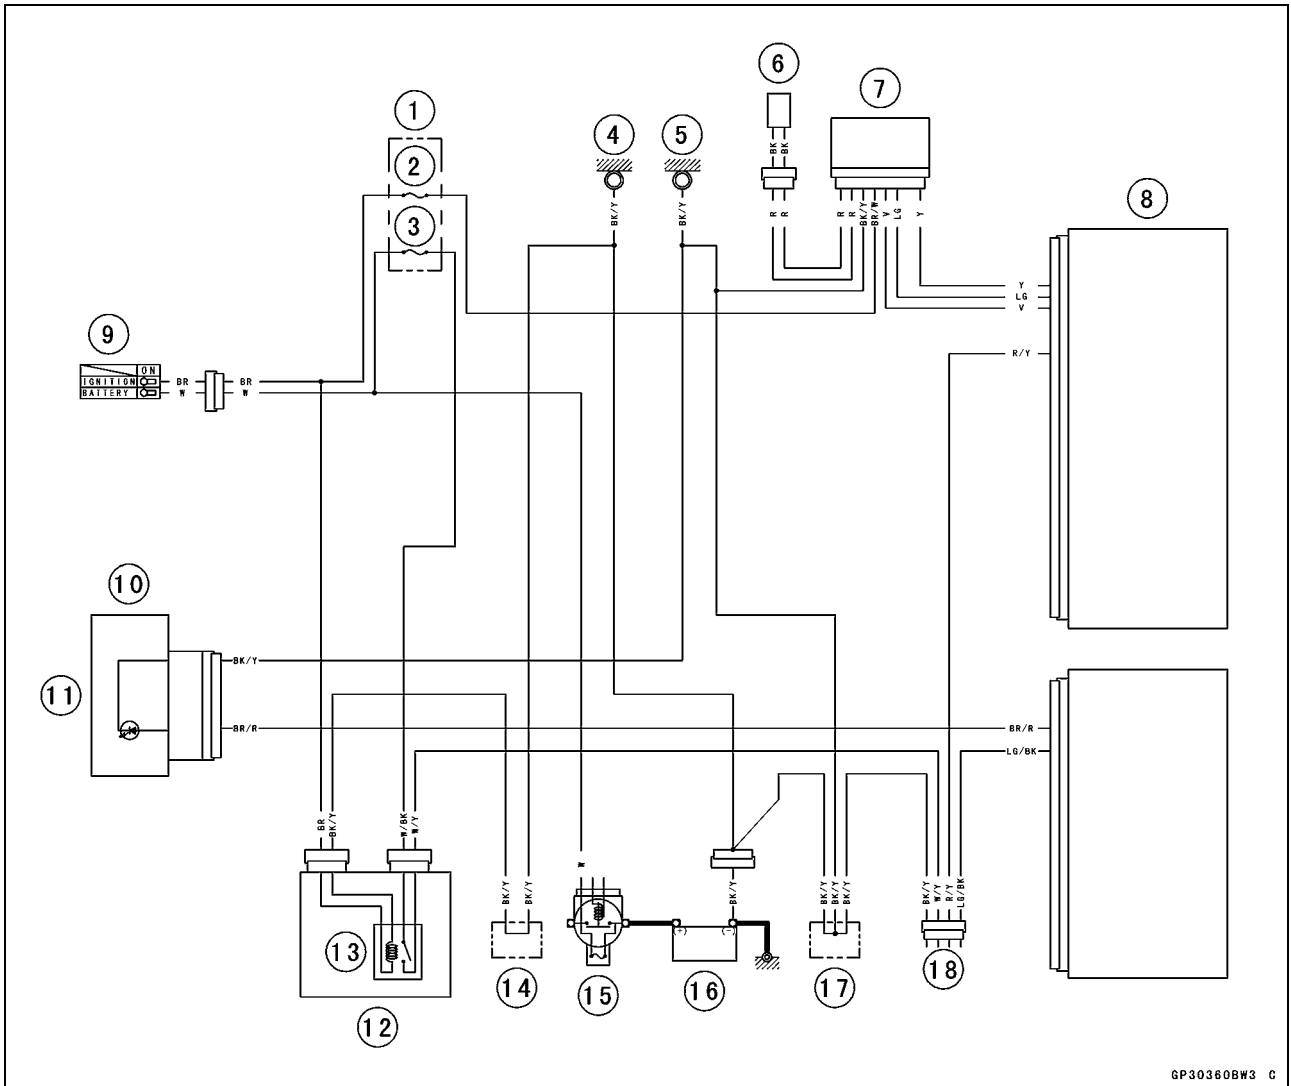 6
7
1
4
5
2
3
8
BK
BK
BK/Y
BK/Y
R
R
R
R
BK/Y
BR/W
V
LG
Y
Y
LG
V
R/Y
9
ON
IGNITION
BATTERY
BR
W
BR
W
10
11
BK/Y
BR/R
BR/R
LG/BK
BR
BK/Y
W/BK
W/Y
BK/Y
BK/Y
W
BK/Y
BK/Y
BK/Y
BK/Y
BK/Y
W/Y
R/Y
LG/BK
(+)
(-)
13
14
15
16
17
18
12
GP30360BW3 C